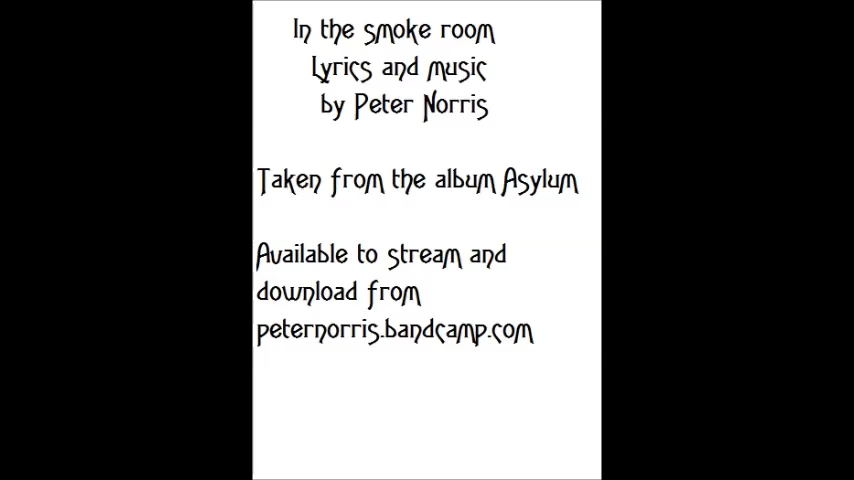 In the smoke room
Lyrics and music
by Peter Norris
Taken from the album Asylum
Available to stream and
download from
peternorris.bandcamp.com